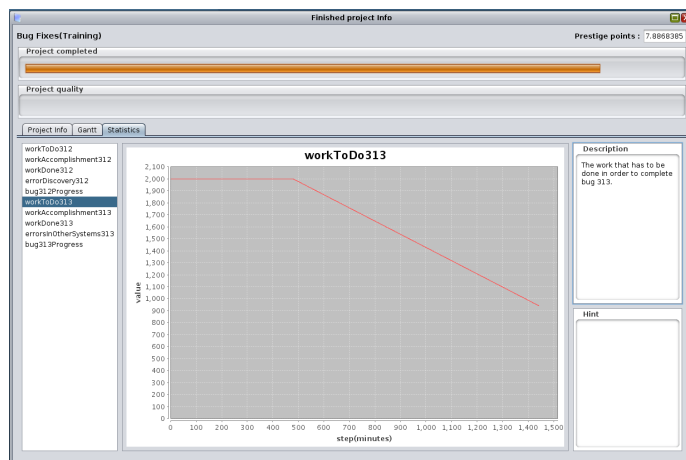 Finished project Info
Bug Fixes(Training)
Prestige points : 7.8868385
Project completed
Project quality
Project Info Gantt Statistics
workToDo312
workAccomplishment312
workDone312
errorDiscovery312
bug312Progress
workToDo313
workAccomplishment313
workDone313
errorsInOtherSystems313
bug313Progress
workToDo313
2,100
2,000
1,900
1,800
1,700
1,600
1,500
1,400
1,300
1,200
1,100
1,000
900
800
700
600
500
400
300
200
100
0
value
0 100 200 300 400 500 600 700 800 900 1,000 1,100 1,200 1,300 1,400 1,500
step(minutes)
Description
The work that has to be
done in order to complete
bug 313.
Hint